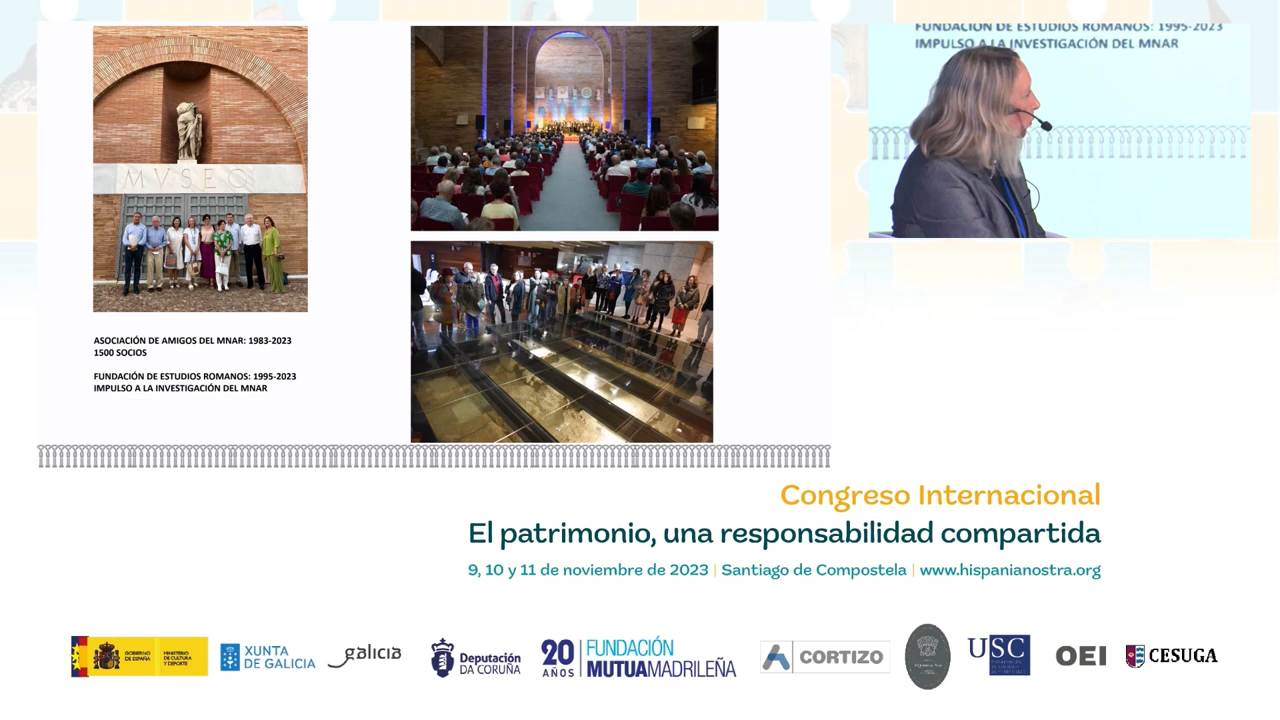 MVSEO
ASOCIACIÓN DE AMIGOS DEL MNAR: 1983-2023
1500 SOCIOS
FUNDACIÓN DE ESTUDIOS ROMANOS: 1995-2023
IMPULSO A LA INVESTIGACIÓN DEL MNAR
FUNDACIÓN DE ESTUDIOS ROMANOS: 1995-2023
IMPULSO A LA INVESTIGACIÓN DEL MNAR
Congreso Internacional
El patrimonio, una responsabilidad compartida
9, 10 y 11 de noviembre de 2023 | Santiago de Compostela | www.hispanianostra.org
GOBIERNO
DE ESPAÑA
MINISTERIO
DE CULTURA
Y DEPORTE
XUNTA
DE GALICIA
galicia
Deputación
DA CORUÑA
20
AÑOS
FUNDACIÓN
MUTUAMADRILEÑA
CORTIZO
USC
OEI
CESUGA